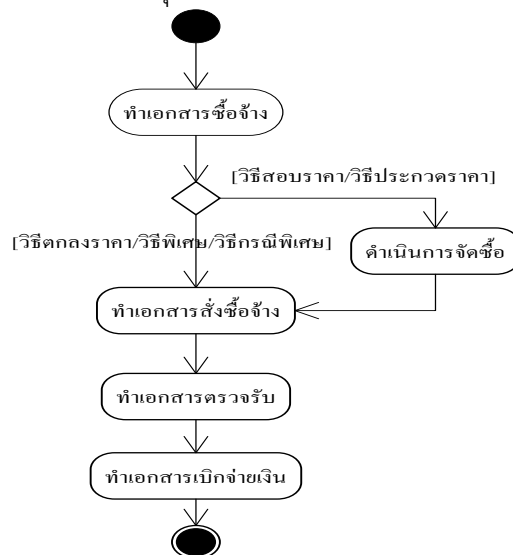 ทำเอกสารซื้อจ้าง
[วิธีสอบราคา/วิธีประกวดราคา]
[วิธีตกลงราคา/วิธีพิเศษ/วิธีกรณีพิเศษ]
ดำเนินการจัดซื้อ
ทำเอกสารสั่งซื้อจ้าง
ทำเอกสารตรวจรับ
ทำเอกสารเบิกจ่ายเงิน